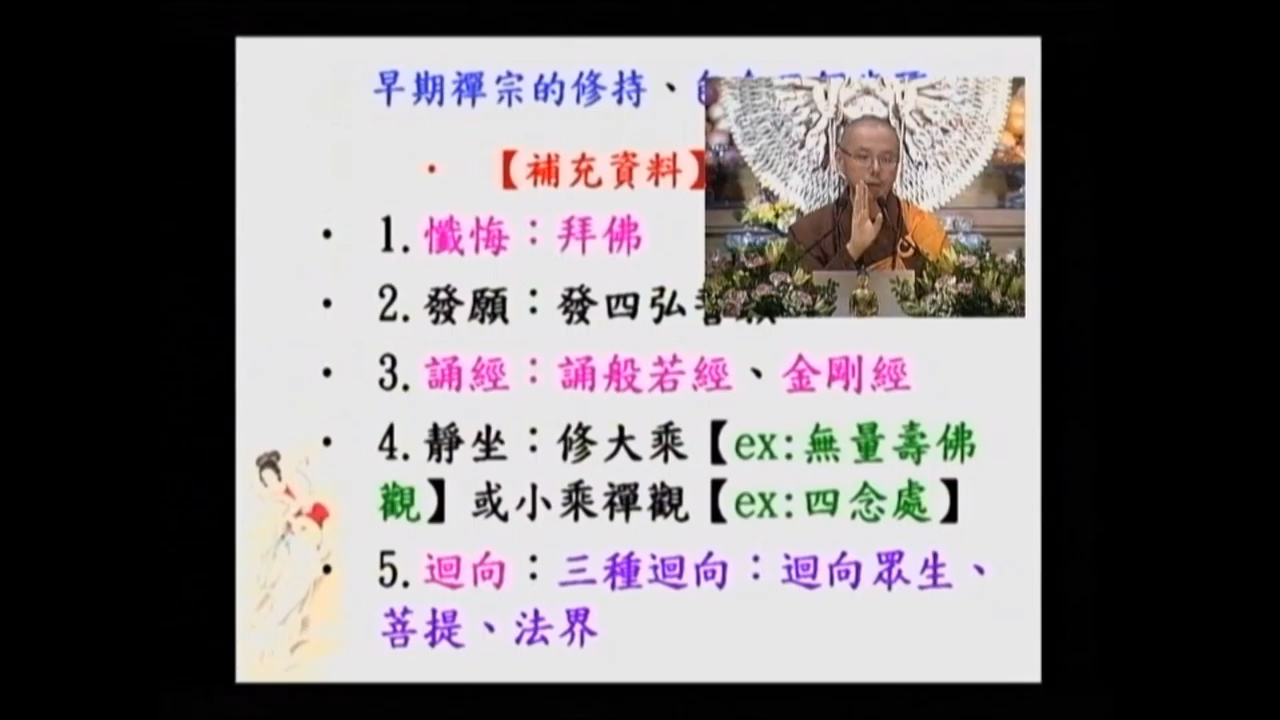 早期禪宗的修持、
• 【補充資料】
• 1.懺悔：拜佛
• 2.發願：發四弘誓願
• 3.誦經：誦般若經、金剛經
• 4.靜坐：修大乘【ex:無量壽佛
觀】或小乘禪觀【ex:四念處】
• 5.迴向：三種迴向：迴向眾生、
菩提、法界